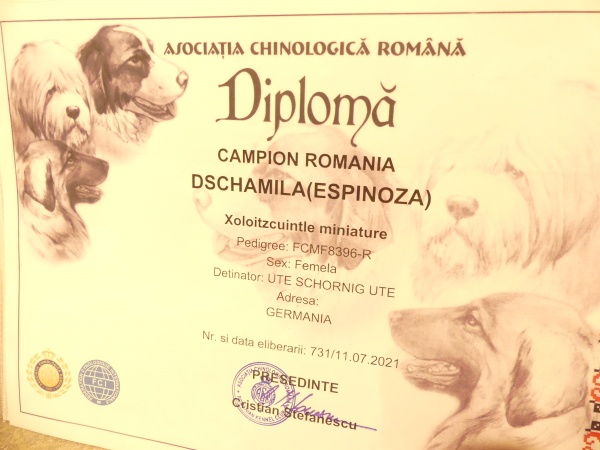 ASOCIAȚIA CHINOLOGICĂ ROMÂNĂ
Diplomă
CAMPION ROMANIA
DSCHAMILA(ESPINOZA)
Xoloitzcuintle miniature
Pedigree: FCMF8396-R
Sex: Femela
Detinator: UTE SCHORNIG UTE
Adresa:
GERMANIA
Nr. si data eliberarii: 731/11.07.2021
PRESEDINTE
Cristian Stefanescu
FCI